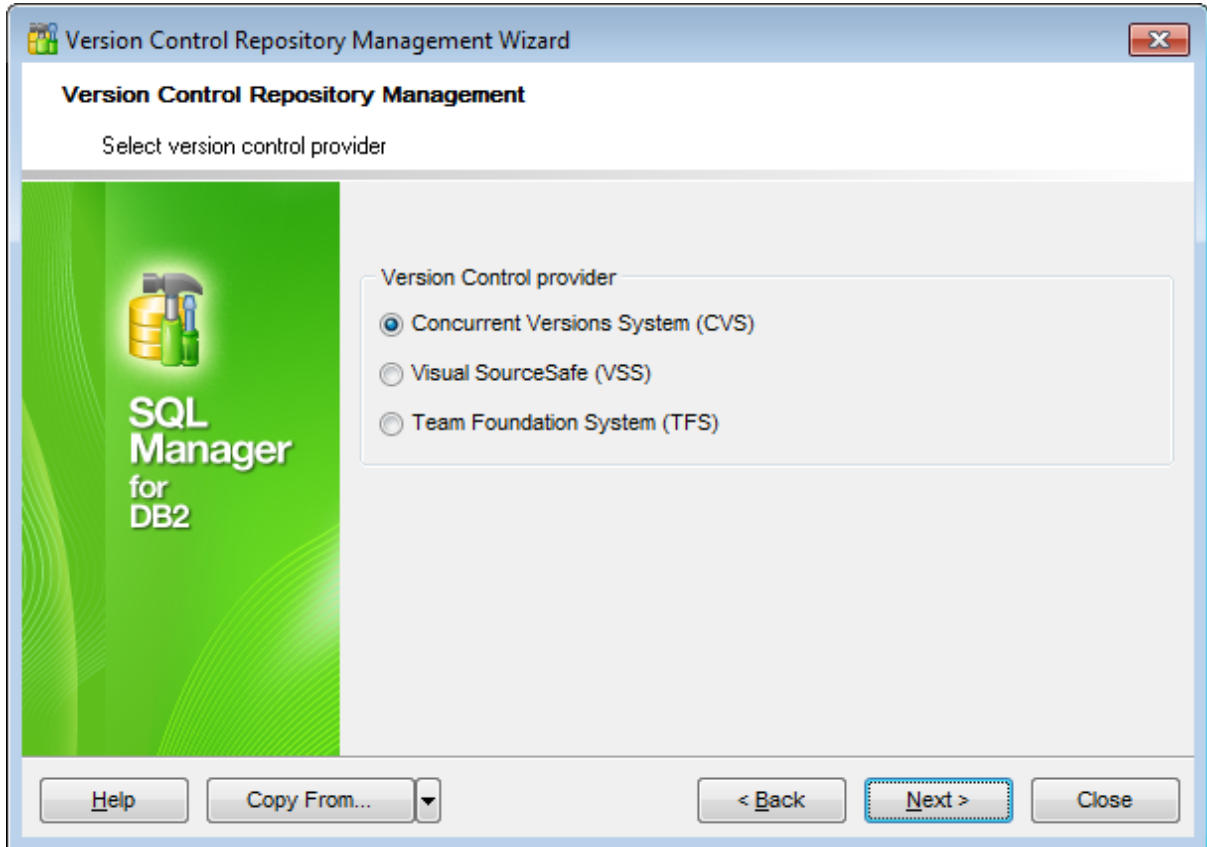 Version Control Repository Management Wizard
Version Control Repository Management
Select version control provider
Version Control provider
Concurrent Versions System (CVS)
Visual SourceSafe (VSS)
Team Foundation System (TFS)
SQL
Manager
for
DB2
Help
Copy From...
< Back
Next >
Close